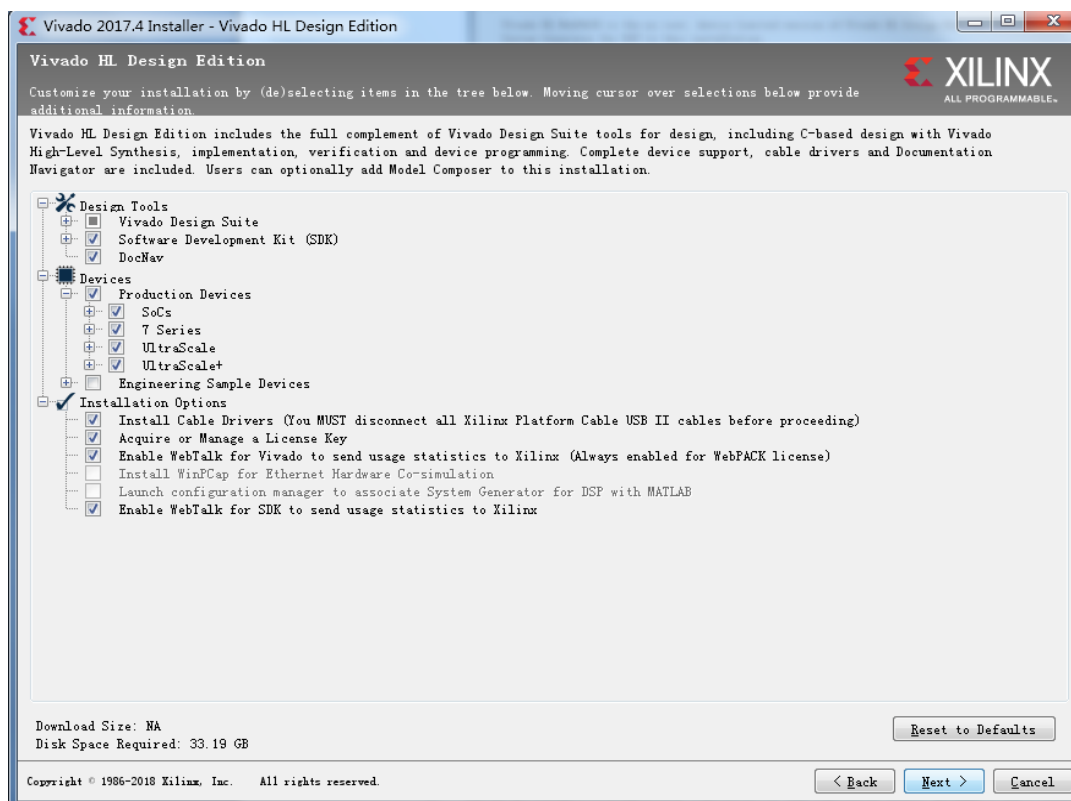 Vivado 2017.4 Installer - Vivado HL Design Edition
Vivado HL Design Edition
Customize your installation by (de)selecting items in the tree below. Moving cursor over selections below provide
additional information.
XILINX
ALL PROGRAMMABLE™
Vivado HL Design Edition includes the full complement of Vivado Design Suite tools for design, including C-based design with Vivado
High-Level Synthesis, implementation, verification and device programming. Complete device support, cable drivers and Documentation
Navigator are included. Users can optionally add Model Composer to this installation.
Design Tools
Vivado Design Suite
Software Development Kit (SDK)
DocNav
Devices
Production Devices
SoCs
7 Series
UltraScale
UltraScale+
Engineering Sample Devices
Installation Options
Install Cable Drivers (You MUST disconnect all Xilinx Platform Cable USB II cables before proceeding)
Acquire or Manage a License Key
Enable WebTalk for Vivado to send usage statistics to Xilinx (Always enabled for WebPACK license)
Install WinPCap for Ethernet Hardware Co-simulation
Launch configuration manager to associate System Generator for DSP with MATLAB
Enable WebTalk for SDK to send usage statistics to Xilinx
Download Size: NA
Disk Space Required: 33.19 GB
Reset to Defaults
Copyright © 1986-2018 Xilinx, Inc. All rights reserved.
< Back
Next >
Cancel